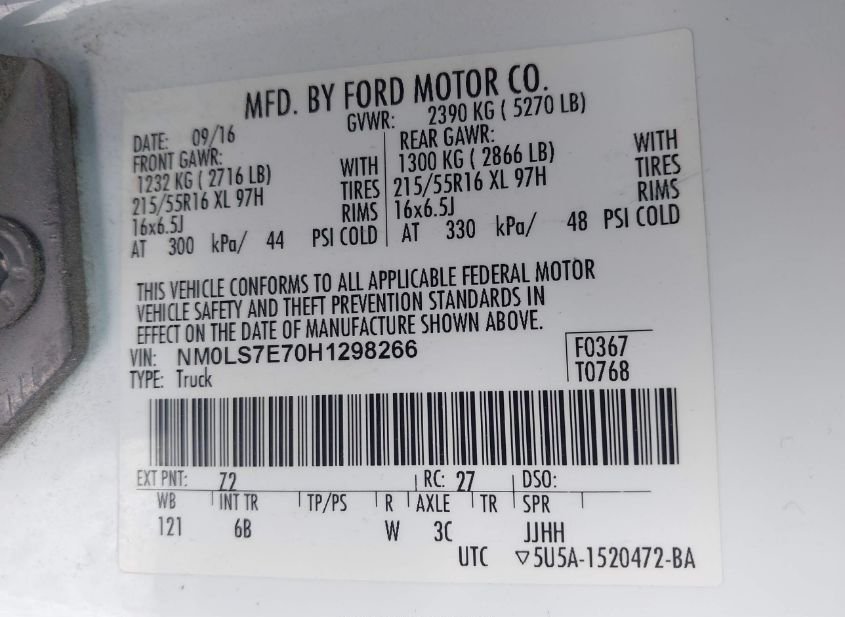 MFD. BY FORD MOTOR CO.
DATE: 09/16 GVWR: 2390 KG ( 5270 LB)
FRONT GAWR: REAR GAWR:
1232 KG ( 2716 LB) WITH 1300 KG ( 2866 LB) WITH
215/55R16 XL 97H TIRES 215/55R16 XL 97H TIRES
16x6.5J RIMS 16x6.5J RIMS
AT 300 kPa/ 44 PSI COLD AT 330 kPa/ 48 PSI COLD
THIS VEHICLE CONFORMS TO ALL APPLICABLE FEDERAL MOTOR
VEHICLE SAFETY AND THEFT PREVENTION STANDARDS IN
EFFECT ON THE DATE OF MANUFACTURE SHOWN ABOVE.
VIN: NM0LS7E70H1298266 F0367
TYPE: Truck T0768
EXT PNT: Z2 RC: 27 DSO:
WB INT TR TP/PS R AXLE TR SPR
121 6B W 3C JJHH
UTC ▽5U5A-1520472-BA